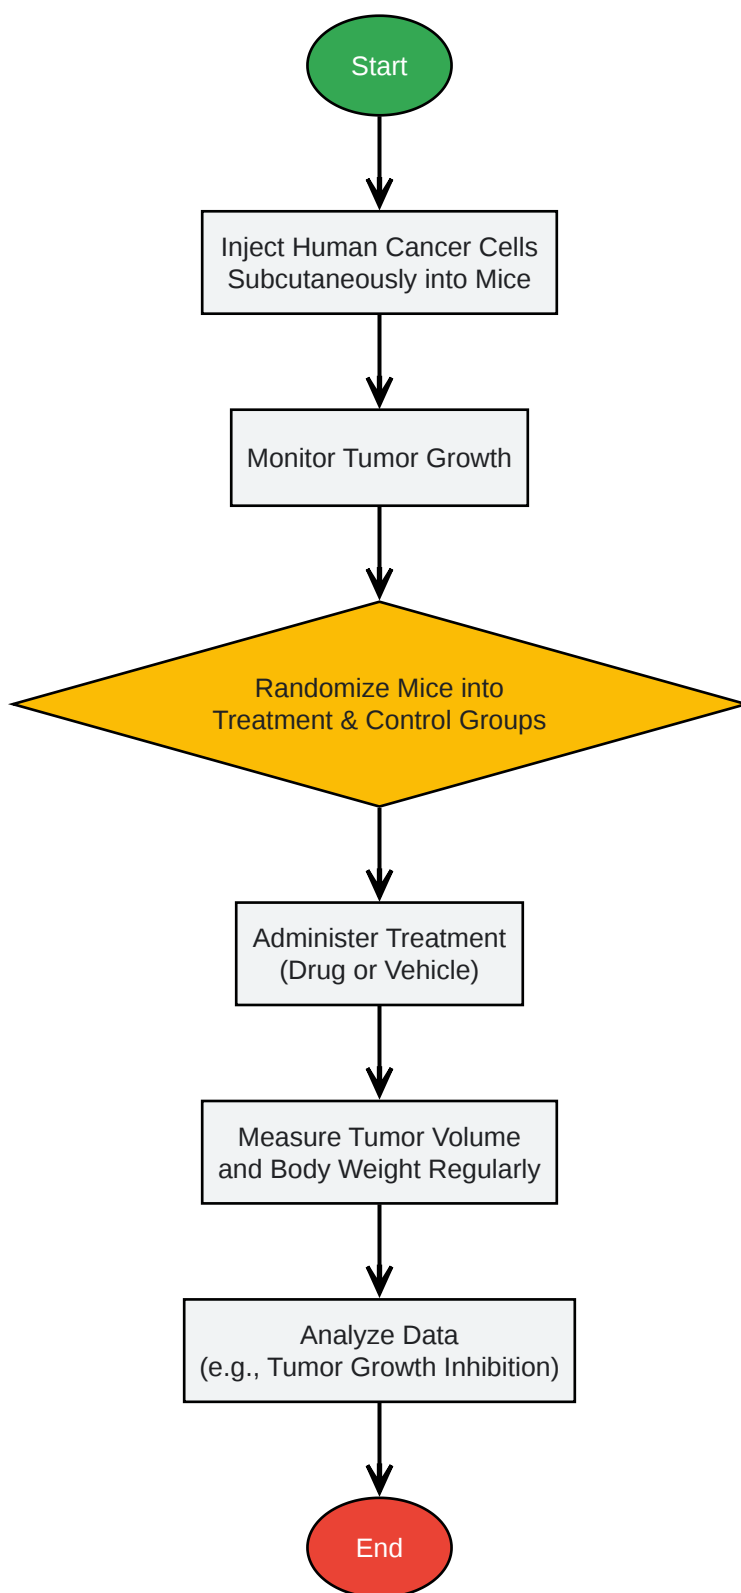 Start
Inject Human Cancer Cells
Subcutaneously into Mice
Monitor Tumor Growth
Randomize Mice into
Treatment & Control Groups
Administer Treatment
(Drug or Vehicle)
Measure Tumor Volume
and Body Weight Regularly
Analyze Data
(e.g., Tumor Growth Inhibition)
End